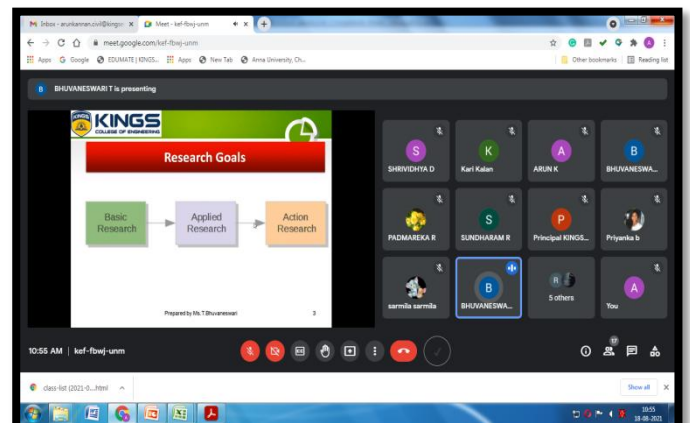 Inbox - arunkannen.civil@kings
Meet - kef-fbwj-unm
meet.google.com/kef-fbwj-unm
Apps
Google
EDUMATE | KINGS...
Apps
New Tab
Anna University, Ch...
Other bookmarks
Reading list
B
BHUVANESWARI T is presenting
KINGS
COLLEGE OF ENGINEERING
Research Goals
Basic
Research
Applied
Research
Action
Research
Prepared by Ms.T.Bhuvaneswari
3
S
SHRIVIDHYA D
K
Kari Kalan
A
ARUN K
B
BHUVANESWA...
PADMAREKA R
S
SUNDHARAM R
P
Principal KINGS...
Priyanka b
sarmila sarmila
B
BHUVANESWA...
R
5 others
A
You
10:55 AM | kef-fbwj-unm
17
class-list (2021-0....html
Show all
10:55
18-08-2021